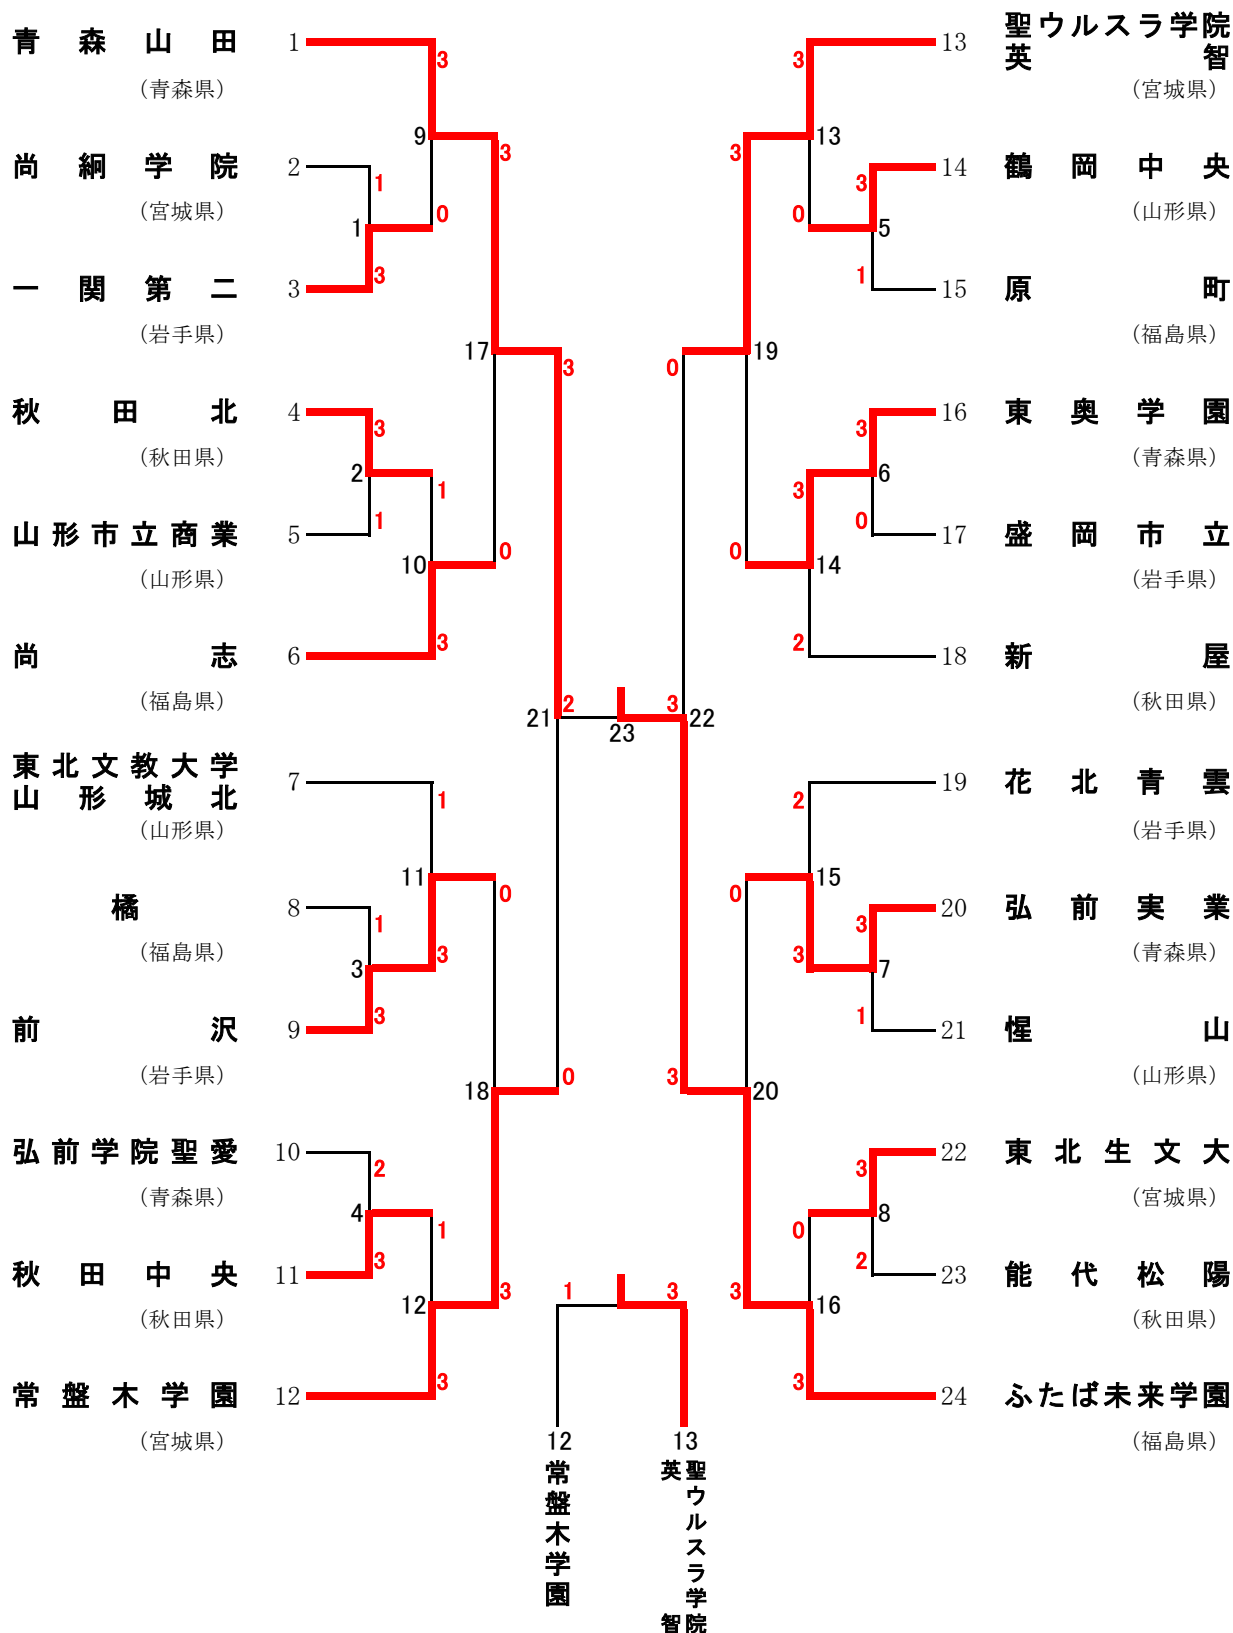 青森山田 1
(青森県)
尚絅学院 2
(宮城県)
一関第二 3
(岩手県)
秋田北 4
(秋田県)
山形市立商業 5
(山形県)
尚志 6
(福島県)
東北文教大学
山形城北 7
(山形県)
橘 8
(福島県)
前沢 9
(岩手県)
弘前学院聖愛 10
(青森県)
秋田中央 11
(秋田県)
常盤木学園 12
(宮城県)
3
9
1
0
1
3
3
17
3
2
1
1
10
0
3
3
1
11
0
1
3
3
3
18
0
2
4
1
3
12
3
3
21
2
23
3
22
0
3
3
13
3
0
5
1
19
3
3
6
0
0
14
2
2
15
0
3
3
7
1
3
20
3
0
8
2
3
16
3
13 聖ウルスラ学院
英智
(宮城県)
14 鶴岡中央
(山形県)
15 原町
(福島県)
16 東奥学園
(青森県)
17 盛岡市立
(岩手県)
18 新屋
(秋田県)
19 花北青雲
(岩手県)
20 弘前実業
(青森県)
21 惺山
(山形県)
22 東北生文大
(宮城県)
23 能代松陽
(秋田県)
24 ふたば未来学園
(福島県)
1
3
12
常盤木学園
13
聖ウルスラ学院
英智